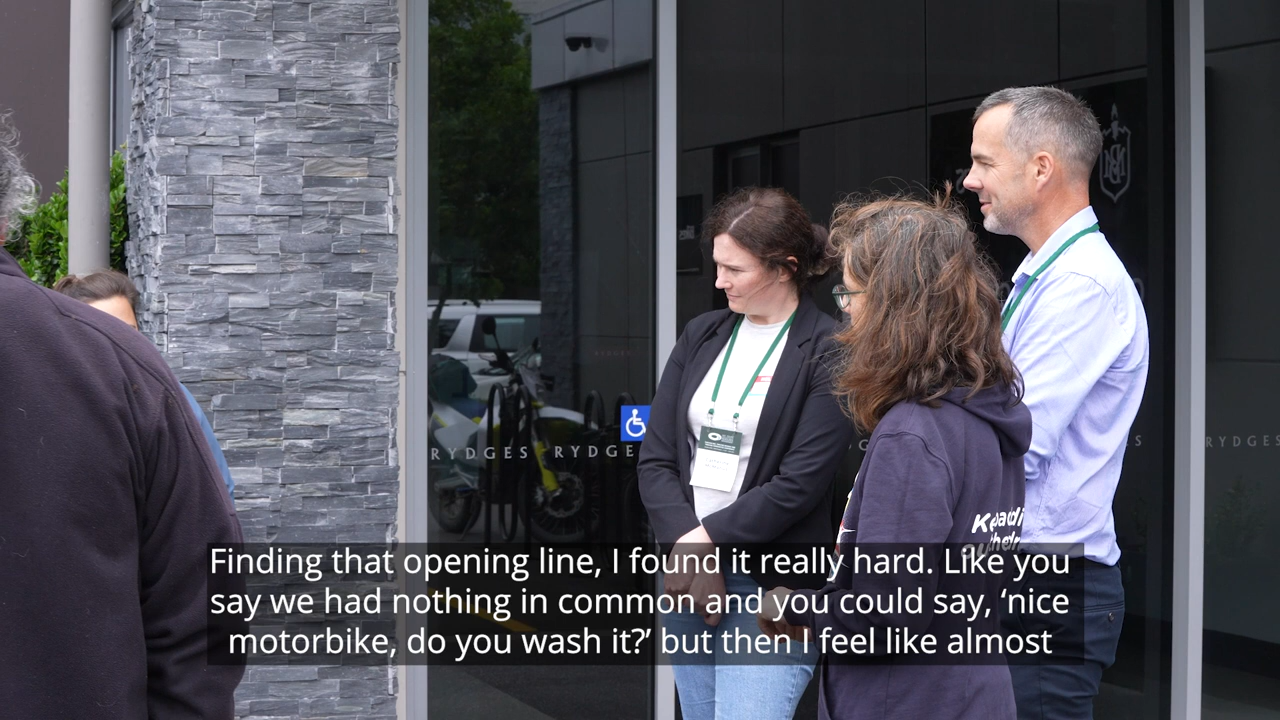 RYDGES RYDGE
S
RYDGES
Finding that opening line, I found it really hard. Like you
say we had nothing in common and you could say, ‘nice
motorbike, do you wash it?’ but then I feel like almost